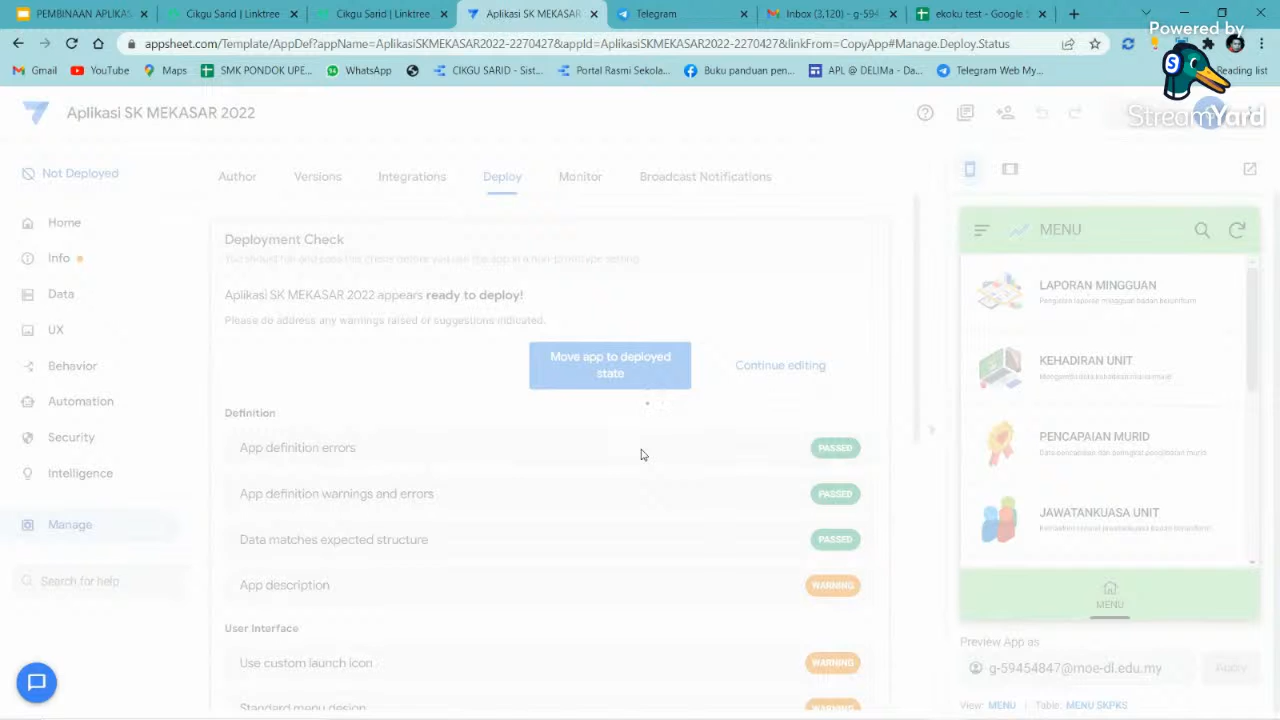 PEMBINAAN APLIKAS
Cikgu Sarid : Sist
Cikgu Sarid : Sist
Aplikasi SK MEKASAR
Telegram
Inbox (3,120) - g-594
ekoku test - Google S
Powered by
appsheet.com/Template/AppDef?appName=AplikasiSKMEKASAR2022-2270427&appId=AplikasiSKMEKASAR2022-2270427&linkFrom=CopyApp#Manage.Deploy.Status
Gmail
YouTube
Maps
SMK PONDOK UPE...
WhatsApp
CIKGU SARID - Sist...
Portal Rasmi Sekola...
Buku panduan pen...
APL @ DELIMa - Da...
Telegram Web My...
Reading list
StreamYard
Aplikasi SK MEKASAR 2022
Not Deployed
Author
Versions
Integrations
Deploy
Monitor
Broadcast Notifications
Home
Info
Data
UX
Behavior
Automation
Security
Intelligence
Manage
Search for help
Deployment Check
You should run and pass this check before you use the app in a non-prototype setting.
Aplikasi SK MEKASAR 2022 appears ready to deploy!
Please do address any warnings raised or suggestions indicated.
Move app to deployed
state
Continue editing
Definition
App definition errors
PASSED
App definition warnings and errors
PASSED
Data matches expected structure
PASSED
App description
WARNING
User Interface
Use custom launch icon
WARNING
Standard menu design
WARNING
MENU
LAPORAN MINGGUAN
KEHADIRAN UNIT
PENCAPAIAN MURID
Data pencapaian dan peringkat penglibatan murid
JAWATANKUASA UNIT
MENU
Preview App as
g-59454847@moe-dl.edu.my
Apply
View: MENU | Table: MENU SKPKS